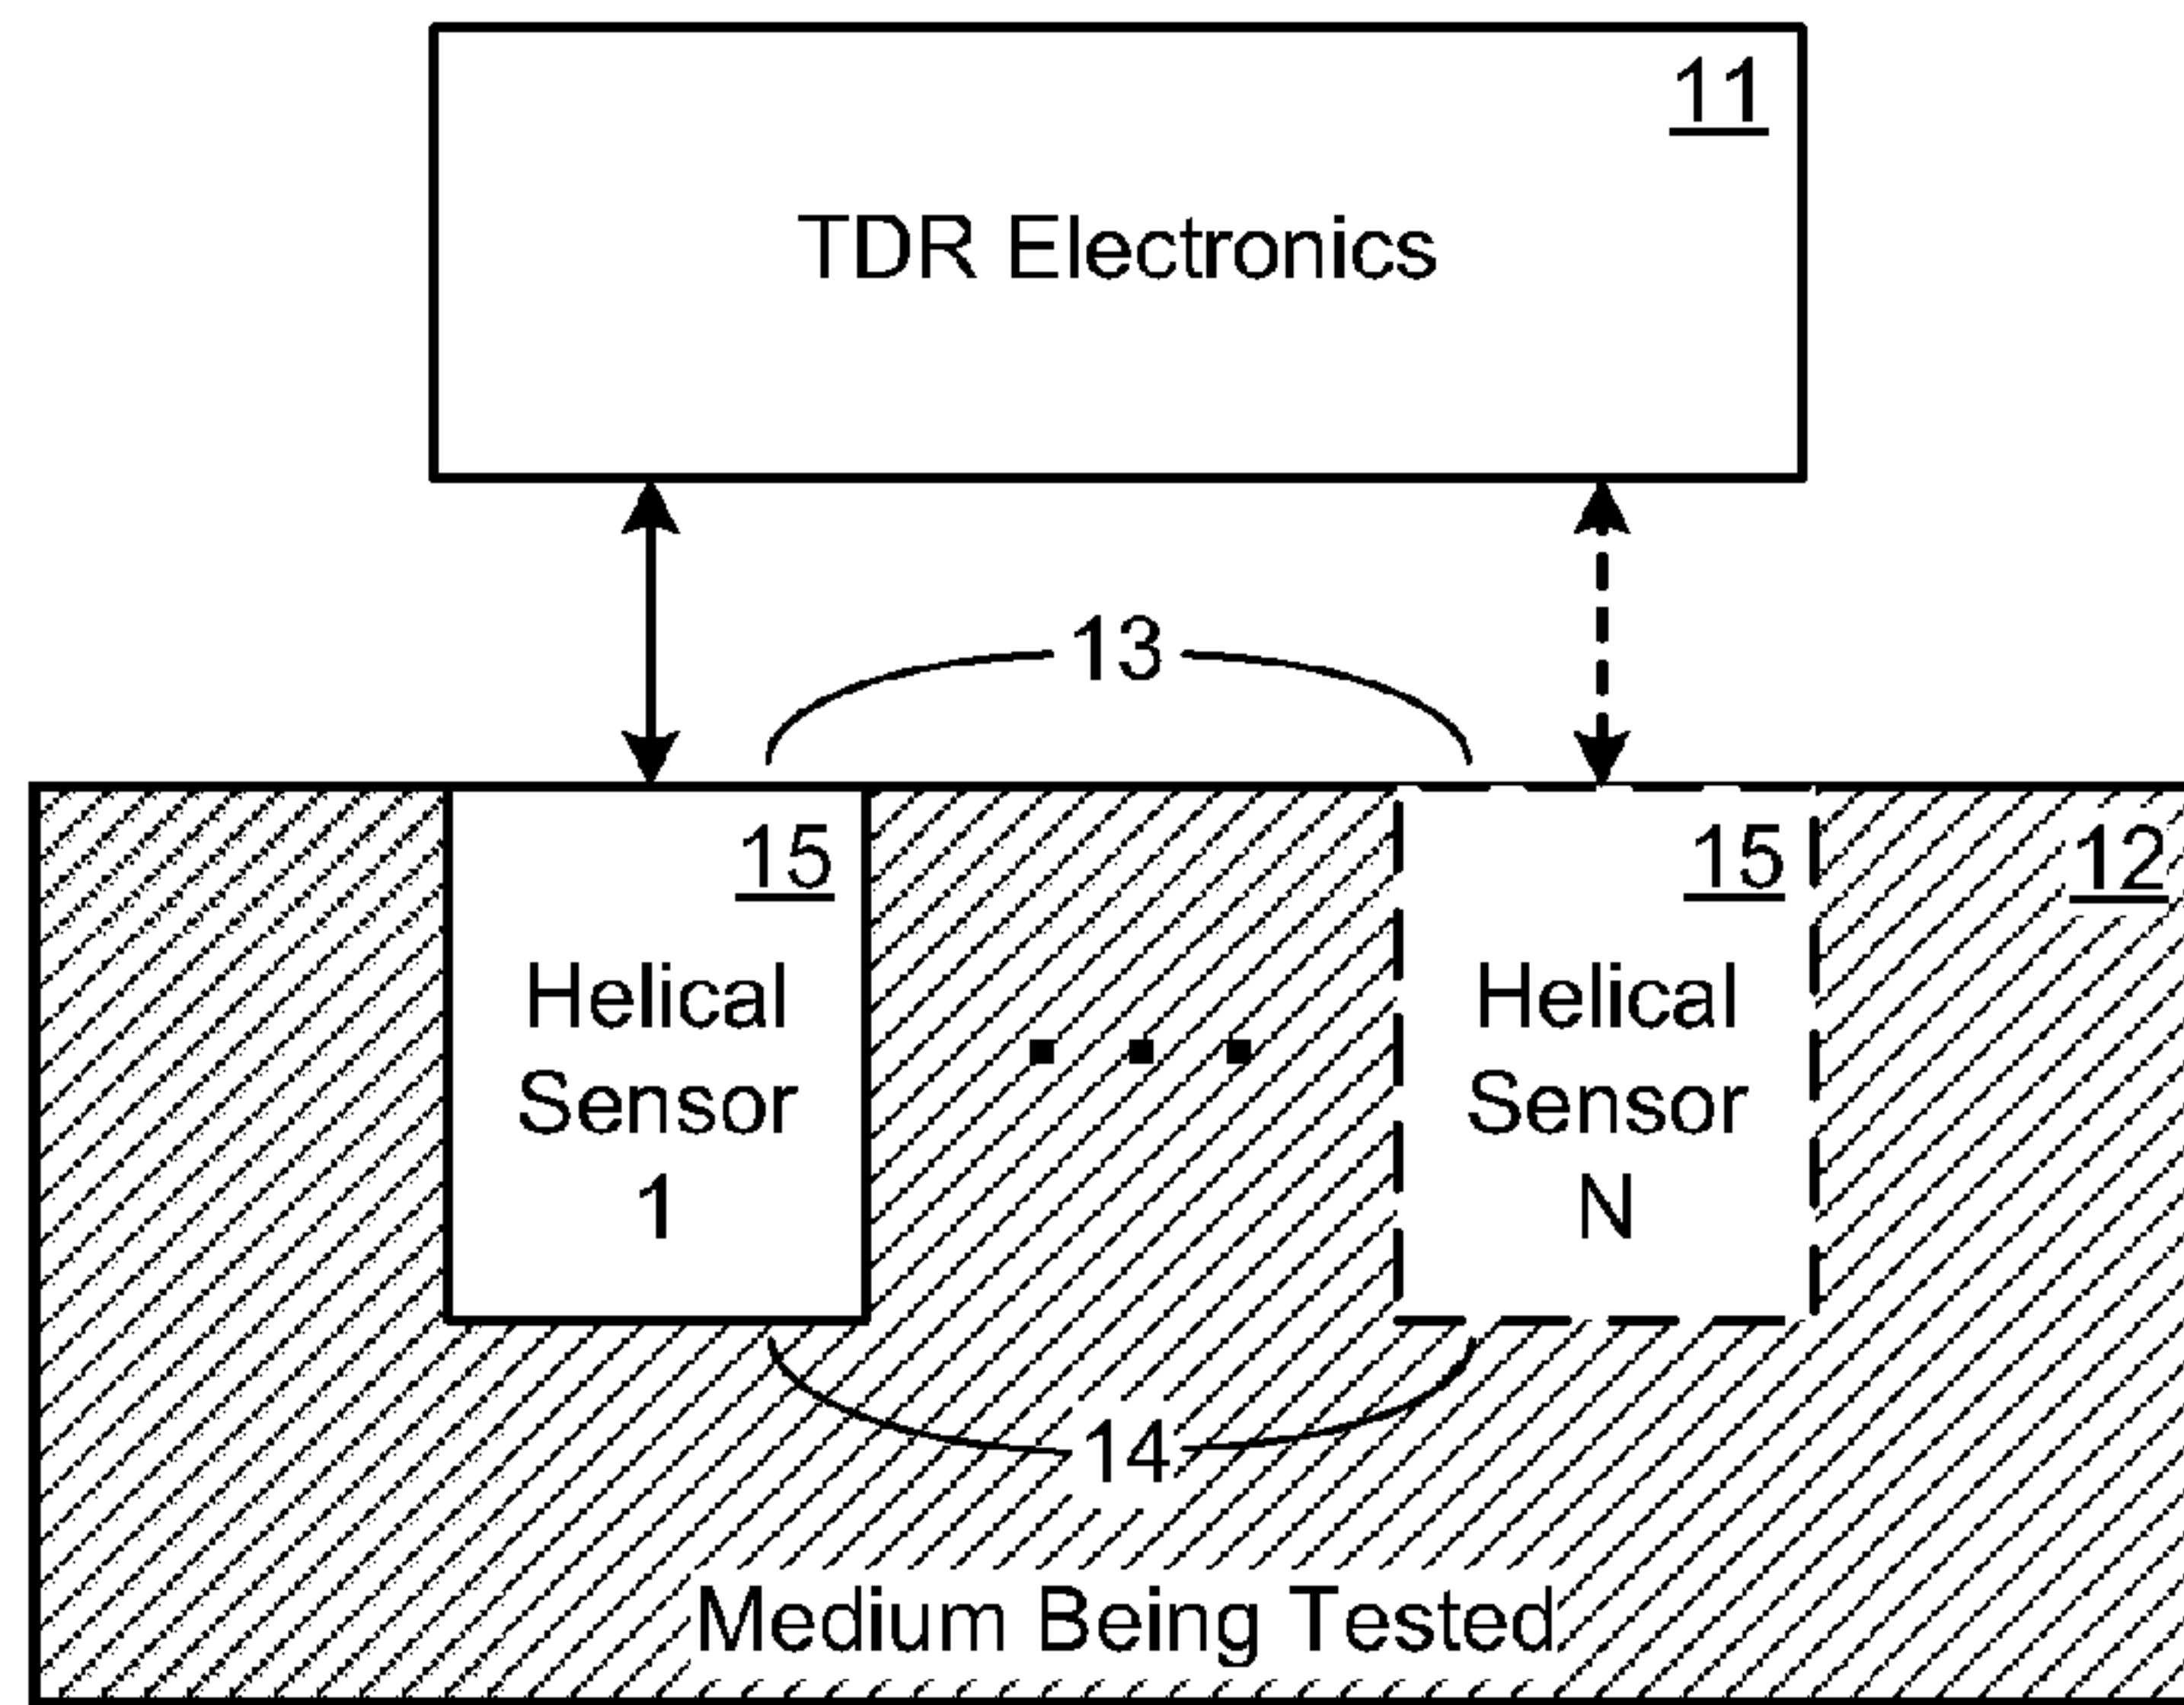 11
TDR Electronics
13
15
15
12
Helical
Sensor
1
Helical
Sensor
N
14
Medium Being Tested